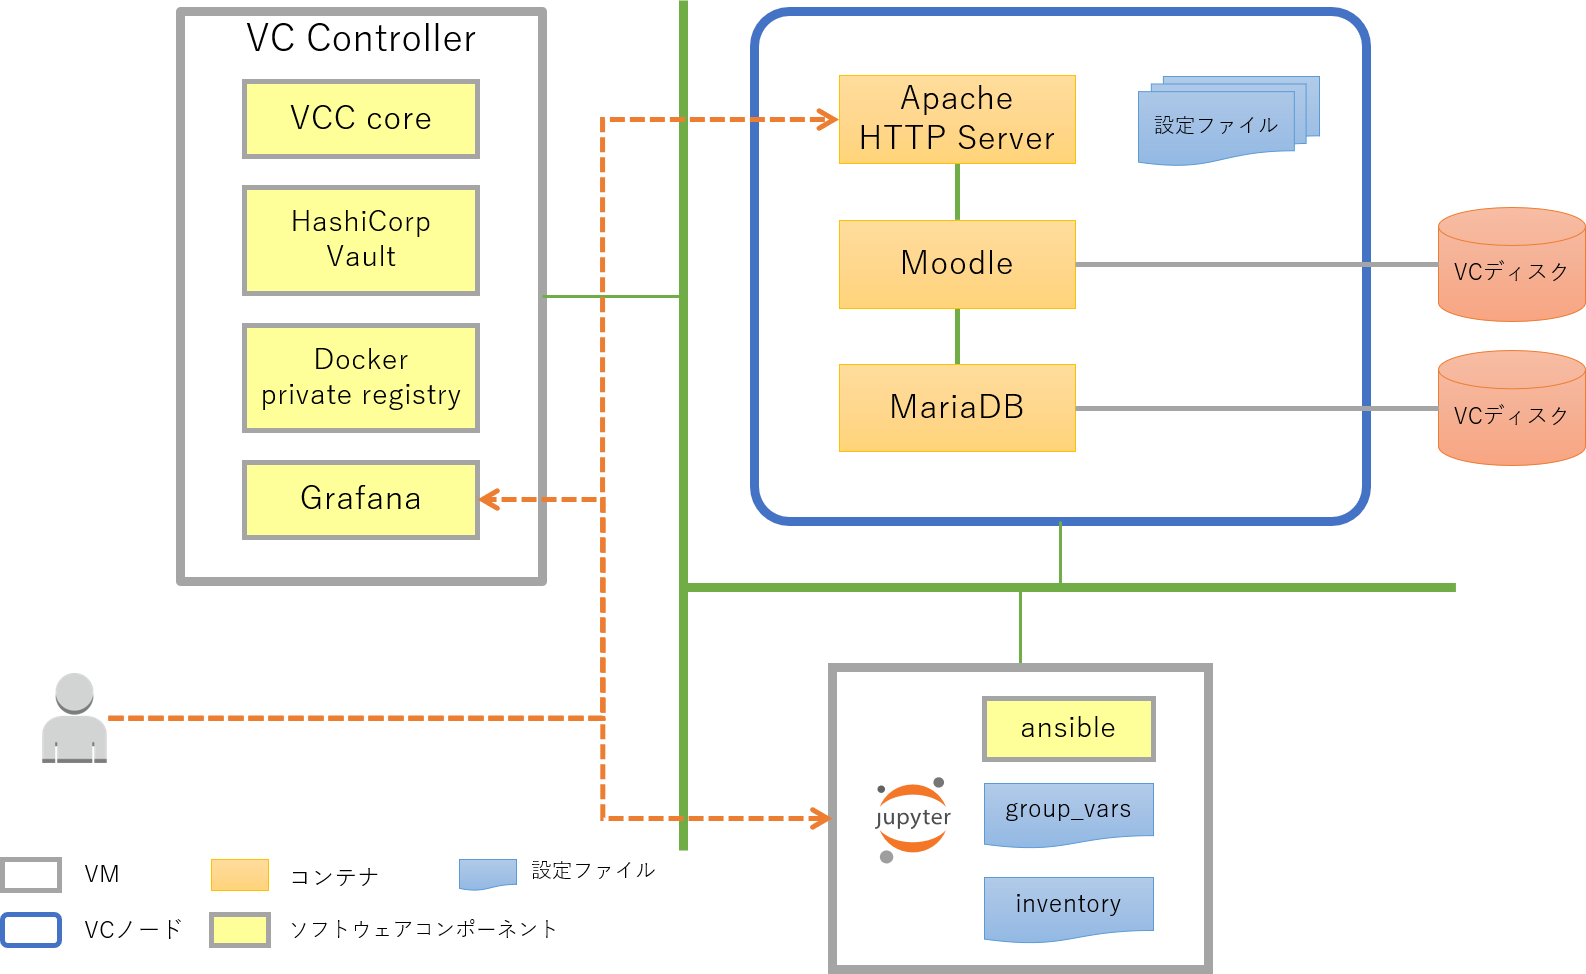 VC Controller
VCC core
HashiCorp
Vault
Docker
private registry
Grafana
Apache
HTTP Server
設定ファイル
Moodle
VCディスク
MariaDB
VCディスク
ansible
jupyter
group_vars
inventory
VM
コンテナ
設定ファイル
VCノード
ソフトウェアコンポーネント